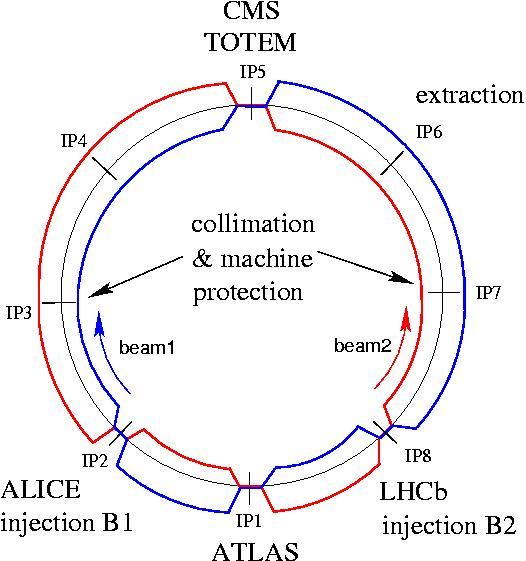 CMS
TOTEM
IP5
extraction
IP4
IP6
collimation
& machine
protection
IP3
IP7
beam1
beam2
IP2
IP8
ALICE
injection B1
IP1
LHCb
injection B2
ATLAS